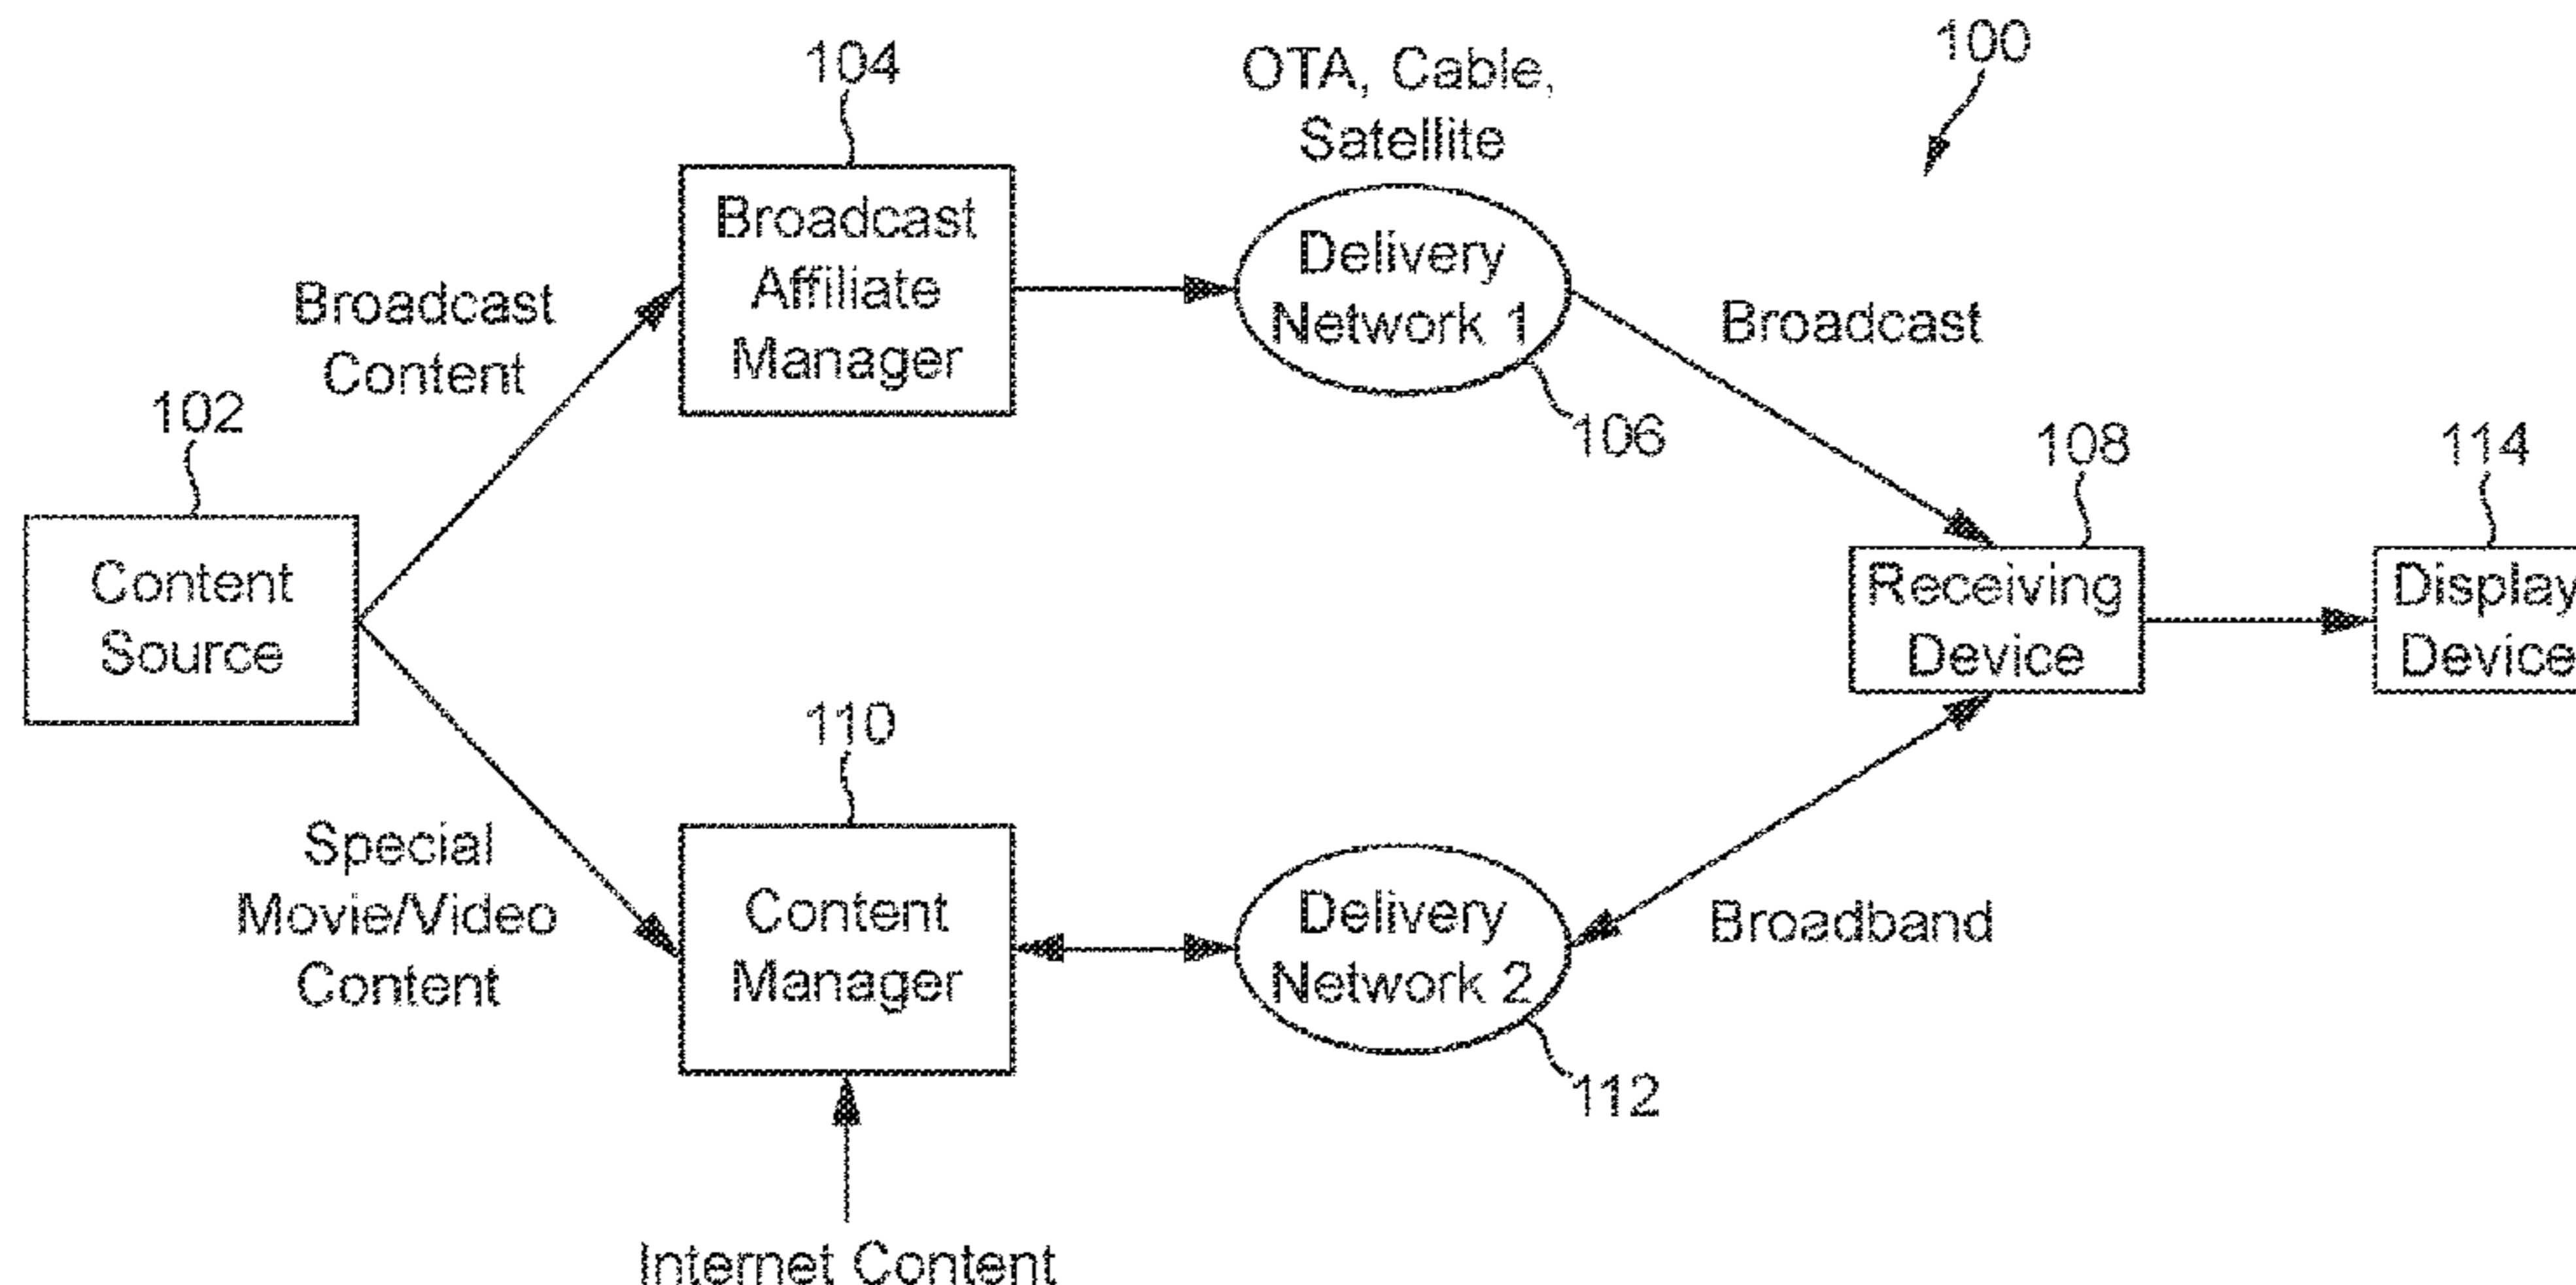 100
104
OTA, Cable,
Satellite
Broadcast
Affiliate
Manager
Delivery
Network 1
106
Broadcast
Content
Broadcast
102
Content
Source
108
Receiving
Device
114
Display
Device
Special
Movie/Video
Content
110
Content
Manager
Delivery
Network 2
112
Broadband
Internet Content